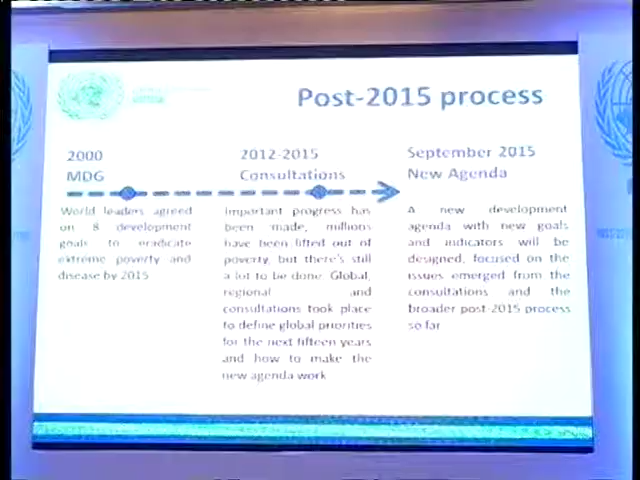 Post-2015 process
2000
MDG
World leaders agreed
on 8 development
goals to eradicate
extreme poverty and
disease by 2015
2012-2015
Consultations
Important progress has
been made, millions
have been lifted out of
poverty, but there's still
a lot to be done. Global,
regional and
consultations took place
to define global priorities
for the next fifteen years
and how to make the
new agenda work
September 2015
New Agenda
A new development
agenda with new goals
and indicators will be
designed, focused on the
issues emerged from the
consultations and the
broader post-2015 process
so far